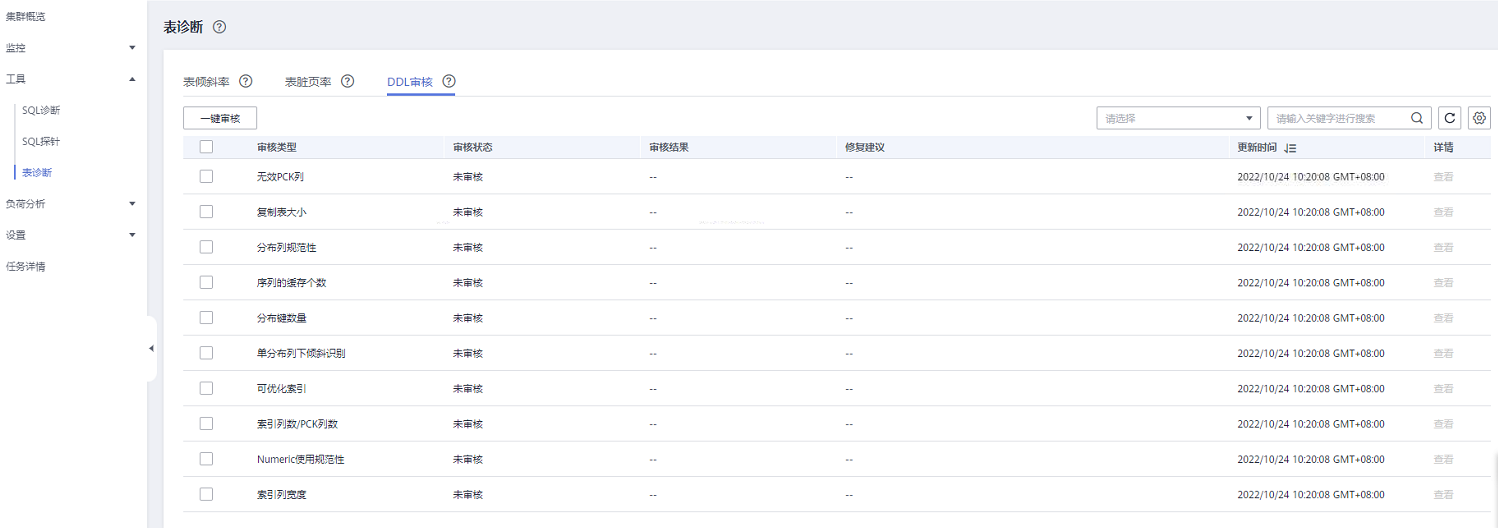 集群概览
监控
工具
SQL诊断
SQL探针
表诊断
负荷分析
设置
任务详情
表诊断 ?
表倾斜率 ? 表脏页率 ? DDL审核 ?
一键审核 请选择 请输入关键字进行搜索
审核类型 审核状态 审核结果 修复建议 更新时间 详情
无效PCK列 未审核 -- -- 2022/10/24 10:20:08 GMT+08:00 查看
复制表大小 未审核 -- -- 2022/10/24 10:20:08 GMT+08:00 查看
分布列规范性 未审核 -- -- 2022/10/24 10:20:08 GMT+08:00 查看
序列的缓存个数 未审核 -- -- 2022/10/24 10:20:08 GMT+08:00 查看
分布键数量 未审核 -- -- 2022/10/24 10:20:08 GMT+08:00 查看
单分布列下倾斜识别 未审核 -- -- 2022/10/24 10:20:08 GMT+08:00 查看
可优化索引 未审核 -- -- 2022/10/24 10:20:08 GMT+08:00 查看
索引列数/PCK列数 未审核 -- -- 2022/10/24 10:20:08 GMT+08:00 查看
Numeric使用规范性 未审核 -- -- 2022/10/24 10:20:08 GMT+08:00 查看
索引列宽度 未审核 -- -- 2022/10/24 10:20:08 GMT+08:00 查看